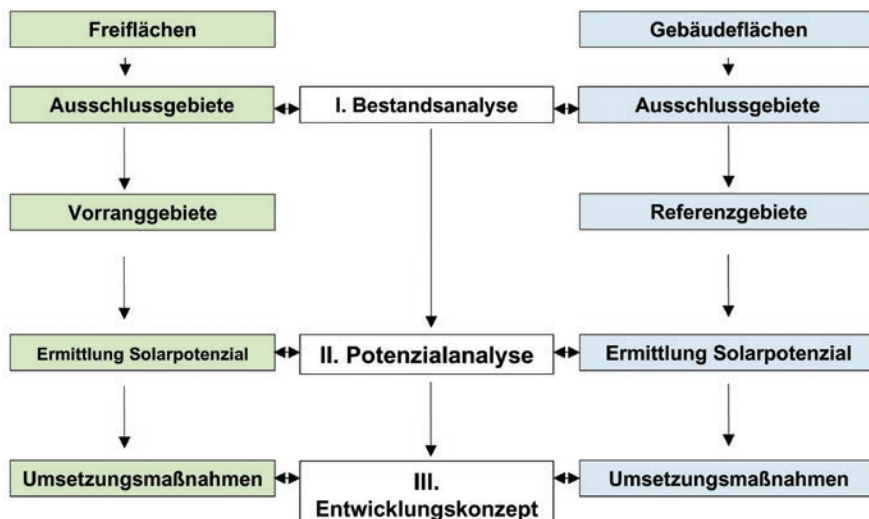 Freiflächen
Gebäudeflächen
Ausschlussgebiete
I. Bestandsanalyse
Ausschlussgebiete
Vorranggebiete
Referenzgebiete
Ermittlung Solarpotenzial
II. Potenzialanalyse
Ermittlung Solarpotenzial
Umsetzungsmaßnahmen
III.
Entwicklungskonzept
Umsetzungsmaßnahmen